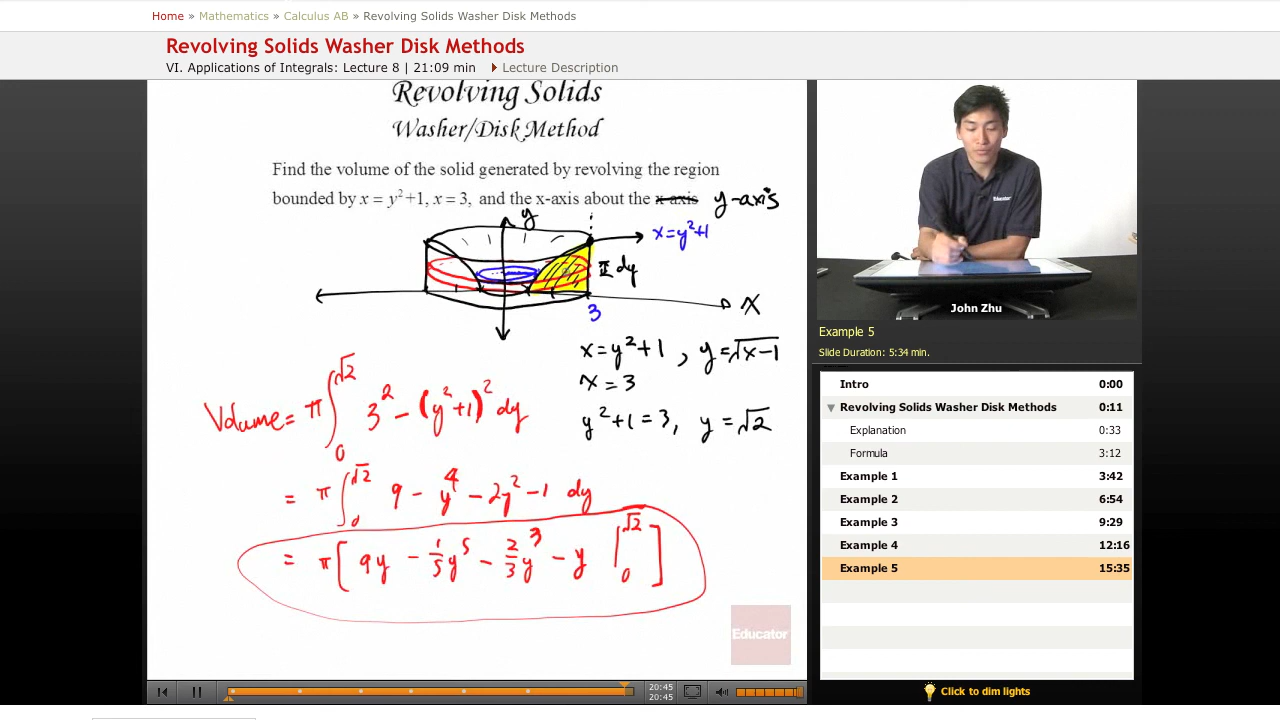 Home » Mathematics » Calculus AB » Revolving Solids Washer Disk Methods
Revolving Solids Washer Disk Methods
VI. Applications of Integrals: Lecture 8 | 21:09 min Lecture Description
Revolving Solids
Washer/Disk Method
Find the volume of the solid generated by revolving the region
bounded by x = y²+1, x = 3, and the x-axis about the x-axis y-axis
y
x=y²+1
dy
x
3
x=y²+1, y=√x-1
x=3
y²+1=3, y=√2
Volume = π∫₀^√2 3² - (y²+1)² dy
= π∫₀^√2 9 - y⁴ - 2y² - 1 dy
= π[9y - 1/5 y⁵ - 2/3 y³ - y |₀^√2]
Educator
20:45
20:45
Educator
John Zhu
Example 5
Slide Duration: 5:34 min.
Intro 0:00
Revolving Solids Washer Disk Methods 0:11
Explanation 0:33
Formula 3:12
Example 1 3:42
Example 2 6:54
Example 3 9:29
Example 4 12:16
Example 5 15:35
Click to dim lights